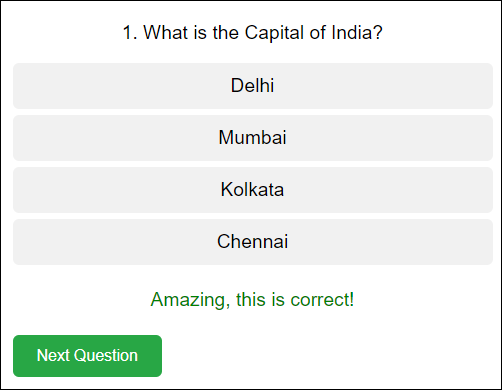 1. What is the Capital of India?
Delhi
Mumbai
Kolkata
Chennai
Amazing, this is correct!
Next Question